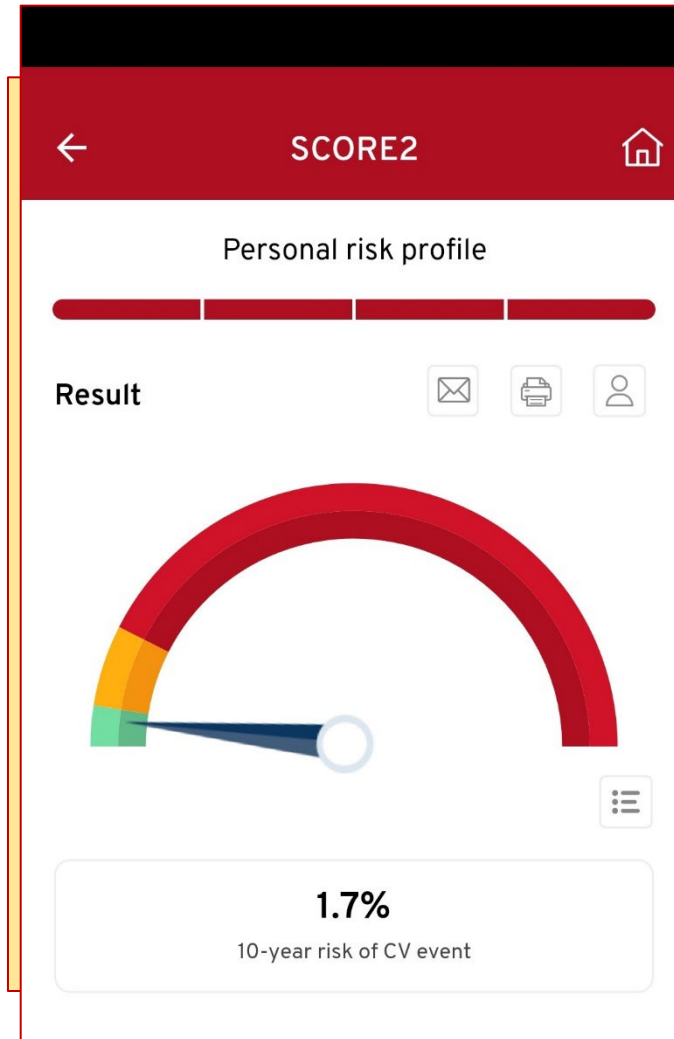 SCORE2
Personal risk profile
Result
1.7%
10-year risk of CV event